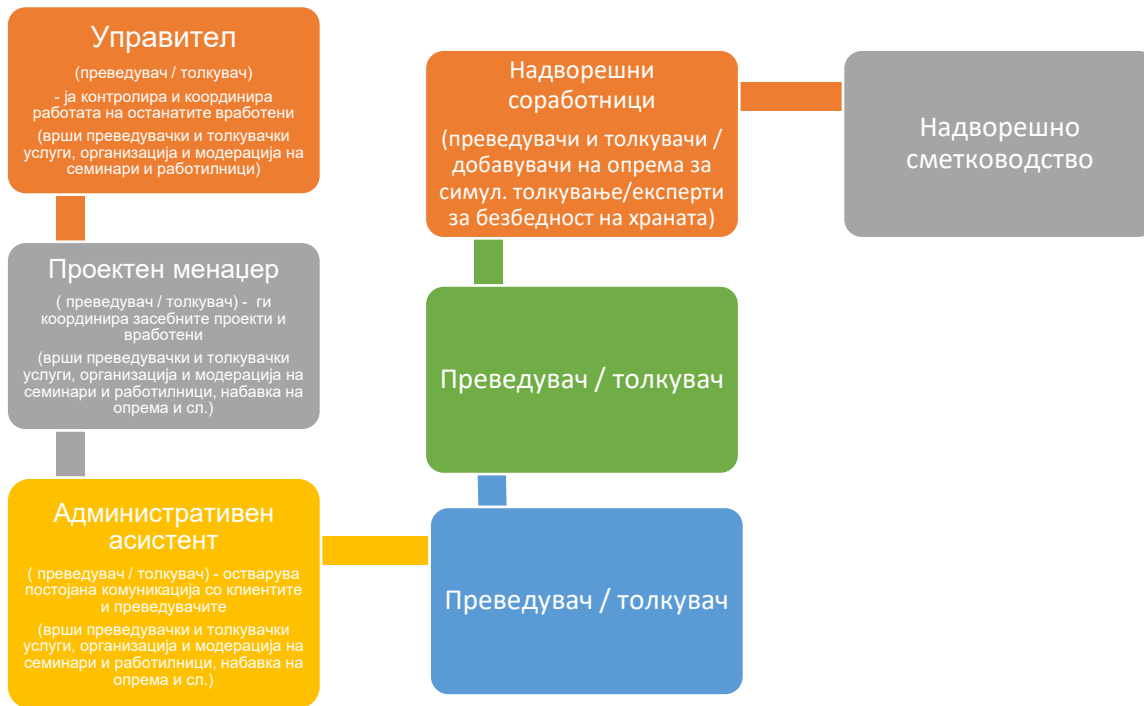 Управител
(преведувач / толкувач)
- ја контролира и координира
работата на останатите вработени
(врши преведувачки и толкувачки
услуги, организација и модерација на
семинари и работилници)
Проектен менаџер
( преведувач / толкувач) - ги
координира засебните проекти и
вработени
(врши преведувачки и толкувачки
услуги, организација и модерација на
семинари и работилници, набавка на
опрема и сл.)
Административен
асистент
( преведувач / толкувач) - остварува
постојана комуникација со клиентите
и преведувачите
(врши преведувачки и толкувачки
услуги, организација и модерација на
семинари и работилници, набавка на
опрема и сл.)
Преведувач / толкувач
Преведувач / толкувач
Надворешни
соработници
(преведувачи и толкувачи /
добавувачи на опрема за
симул. толкување/експерти
за безбедност на храната)
Надворешно
сметководство